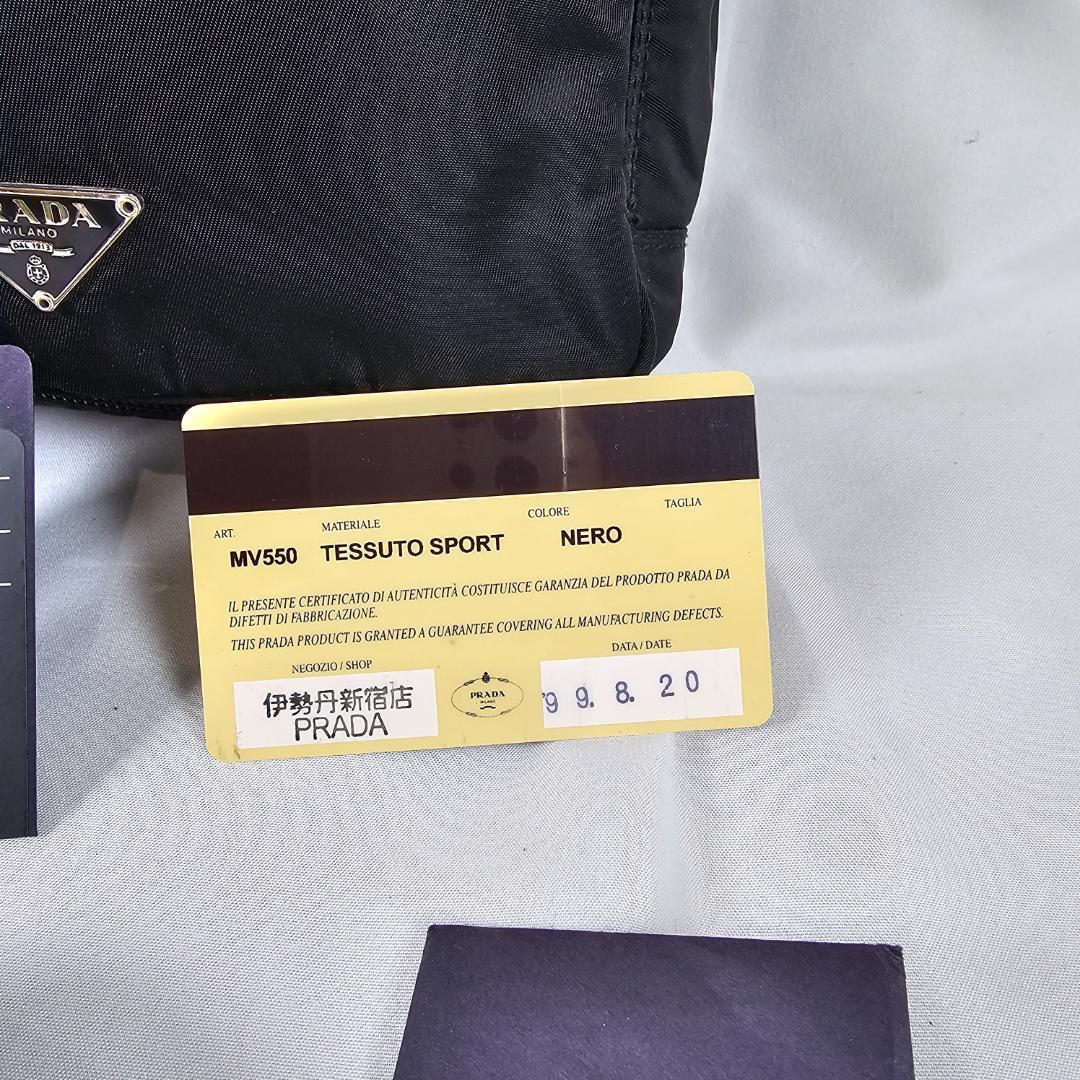 PRADA
MILANO
DAL 1913
ART. MATERIALE COLORE TAGLIA
MV550 TESSUTO SPORT NERO
IL PRESENTE CERTIFICATO DI AUTENTICITÀ COSTITUISCE GARANZIA DEL PRODOTTO PRADA DA
DIFETTI DI FABBRICAZIONE.
THIS PRADA PRODUCT IS GRANTED A GUARANTEE COVERING ALL MANUFACTURING DEFECTS.
NEGOZIO / SHOP
DATA / DATE
伊勢丹新宿店
PRADA
PRADA
MILANO
'99. 8. 20